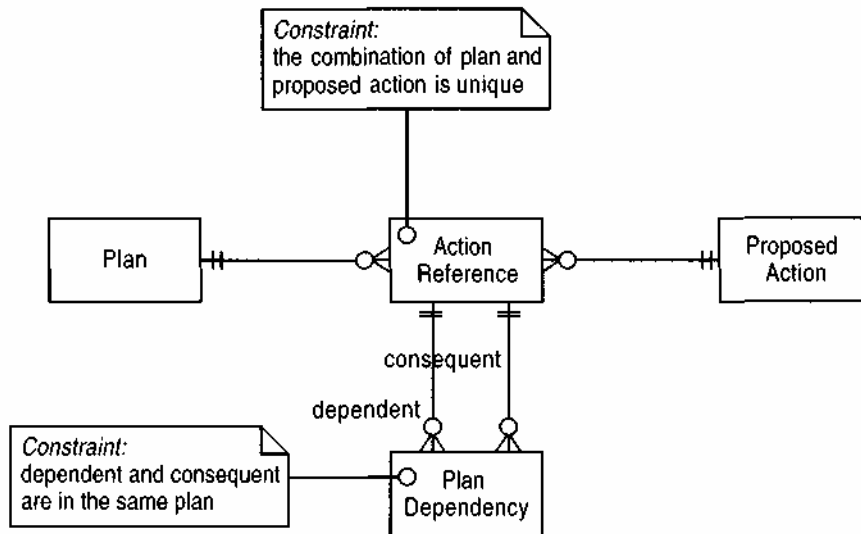 Constraint:
the combination of plan and
proposed action is unique
Plan
Action
Reference
Proposed
Action
consequent
dependent
Constraint:
dependent and consequent
are in the same plan
Plan
Dependency